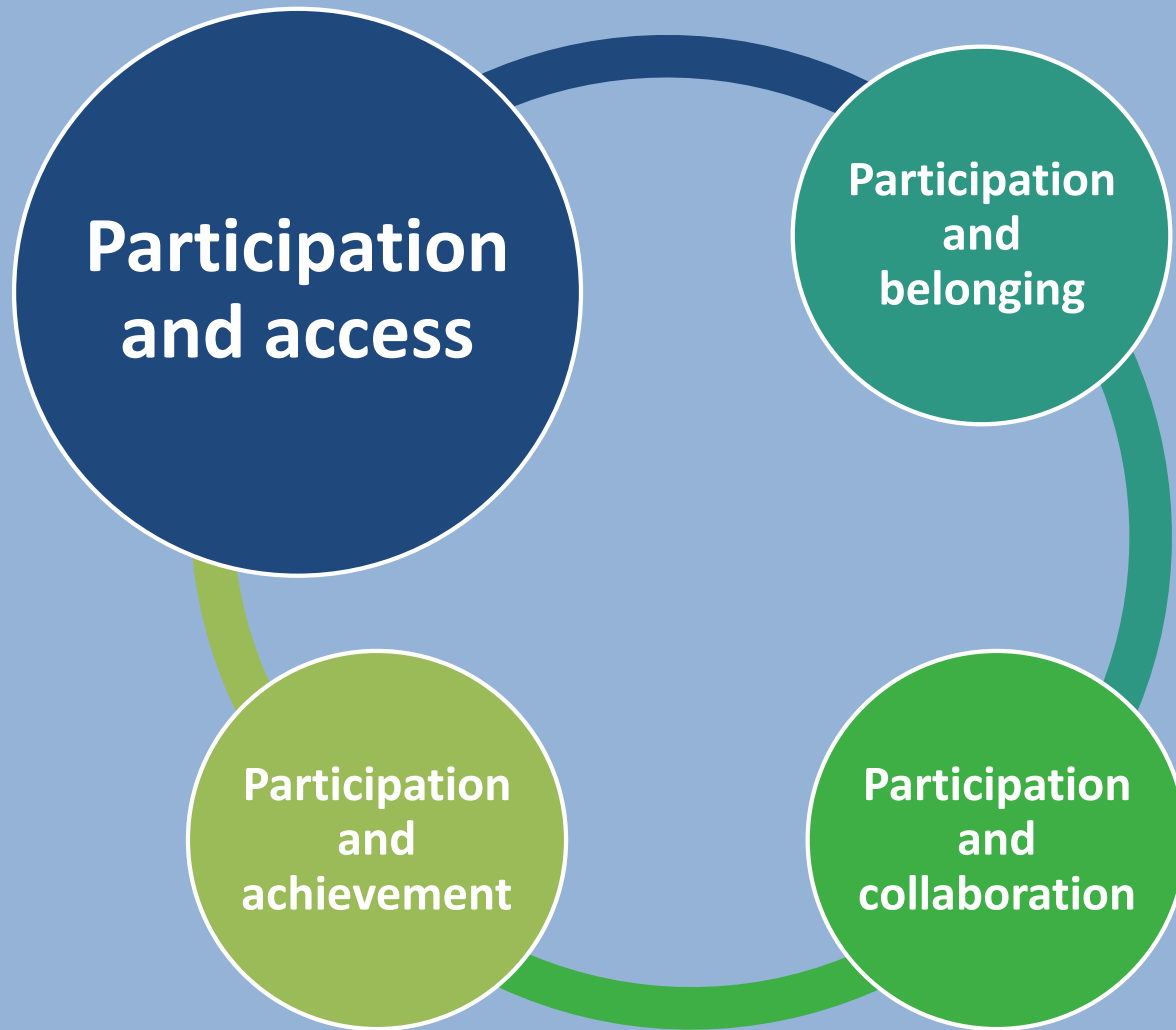 Participation
and access
Participation
and
belonging
Participation
and
collaboration
Participation
and
achievement